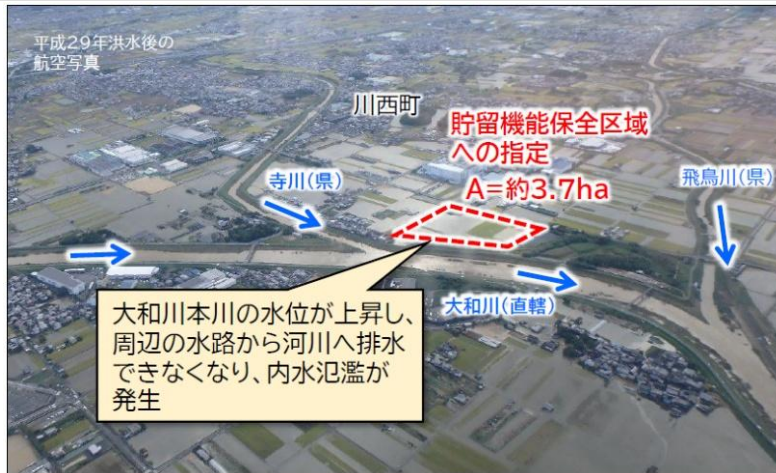 平成29年洪水後の
航空写真
川西町
貯留機能保全区域
への指定
A=約3.7ha
寺川(県)
飛鳥川(県)
大和川(直轄)
大和川本川の水位が上昇し、
周辺の水路から河川へ排水
できなくなり、内水氾濫が
発生